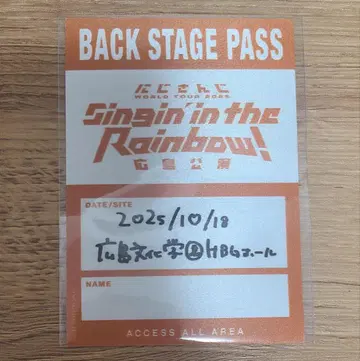 BACK STAGE PASS
にじさんじ
WORLD TOUR 2025
Singin' in the
Rainbow!
広島公演
DATE/SITE
2025/10/18
広島文化学園HBGホール
NAME
ACCESS ALL AREA